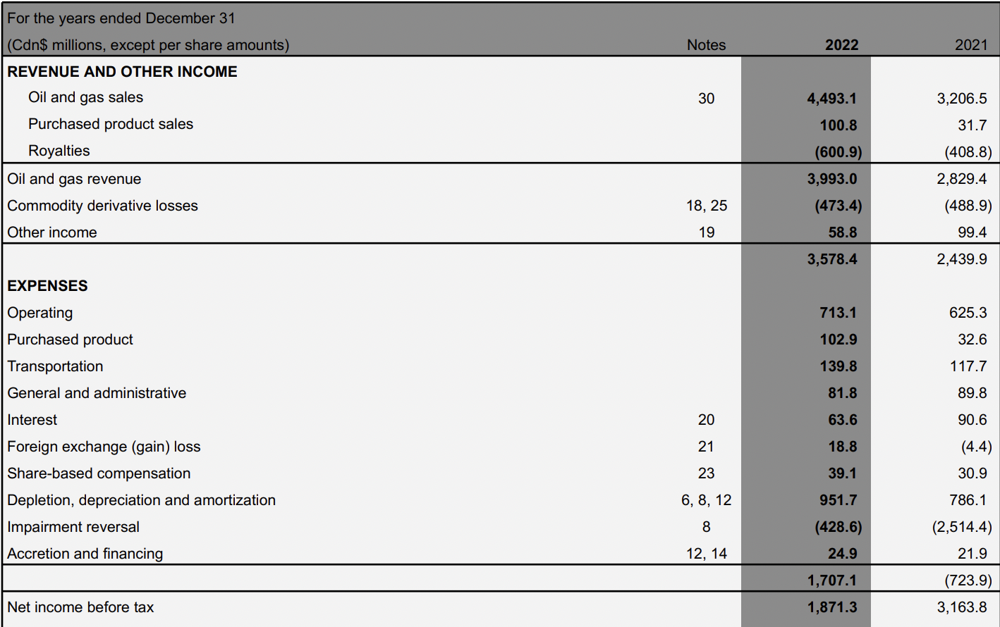 For the years ended December 31
(Cdn$ millions, except per share amounts) Notes 2022 2021
REVENUE AND OTHER INCOME
Oil and gas sales 30 4,493.1 3,206.5
Purchased product sales 100.8 31.7
Royalties (600.9) (408.8)
Oil and gas revenue 3,993.0 2,829.4
Commodity derivative losses 18, 25 (473.4) (488.9)
Other income 19 58.8 99.4
3,578.4 2,439.9
EXPENSES
Operating 713.1 625.3
Purchased product 102.9 32.6
Transportation 139.8 117.7
General and administrative 81.8 89.8
Interest 20 63.6 90.6
Foreign exchange (gain) loss 21 18.8 (4.4)
Share-based compensation 23 39.1 30.9
Depletion, depreciation and amortization 6, 8, 12 951.7 786.1
Impairment reversal 8 (428.6) (2,514.4)
Accretion and financing 12, 14 24.9 21.9
1,707.1 (723.9)
Net income before tax 1,871.3 3,163.8